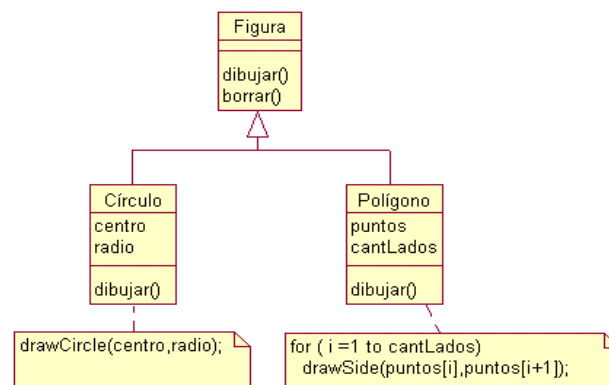 Figura
dibujar()
borrar()
Círculo
centro
radio
dibujar()
Polígono
puntos
cantLados
dibujar()
drawCircle(centro,radio);
for ( i =1 to cantLados)
drawSide(puntos[i],puntos[i+1]);